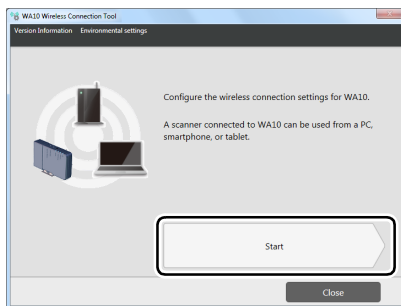 WA10 Wireless Connection Tool
Version Information Environmental settings
Configure the wireless connection settings for WA10.
A scanner connected to WA10 can be used from a PC,
smartphone, or tablet.
Start
Close